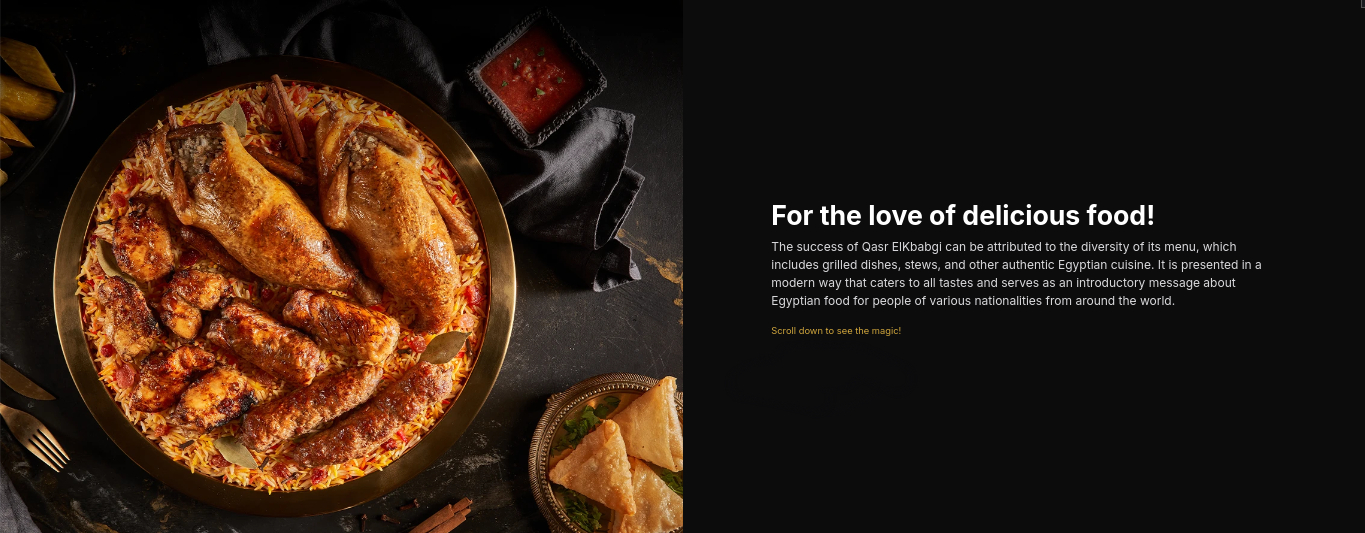 For the love of delicious food!
The success of Qasr ElKbabgi can be attributed to the diversity of its menu, which
includes grilled dishes, stews, and other authentic Egyptian cuisine. It is presented in a
modern way that caters to all tastes and serves as an introductory message about
Egyptian food for people of various nationalities from around the world.
Scroll down to see the magic!